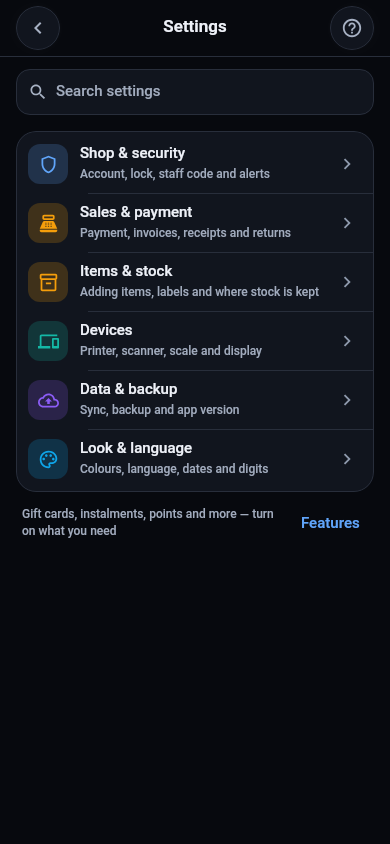 Settings
Search settings
Shop & security
Account, lock, staff code and alerts
Sales & payment
Payment, invoices, receipts and returns
Items & stock
Adding items, labels and where stock is kept
Devices
Printer, scanner, scale and display
Data & backup
Sync, backup and app version
Look & language
Colours, language, dates and digits
Gift cards, instalments, points and more — turn
on what you need
Features